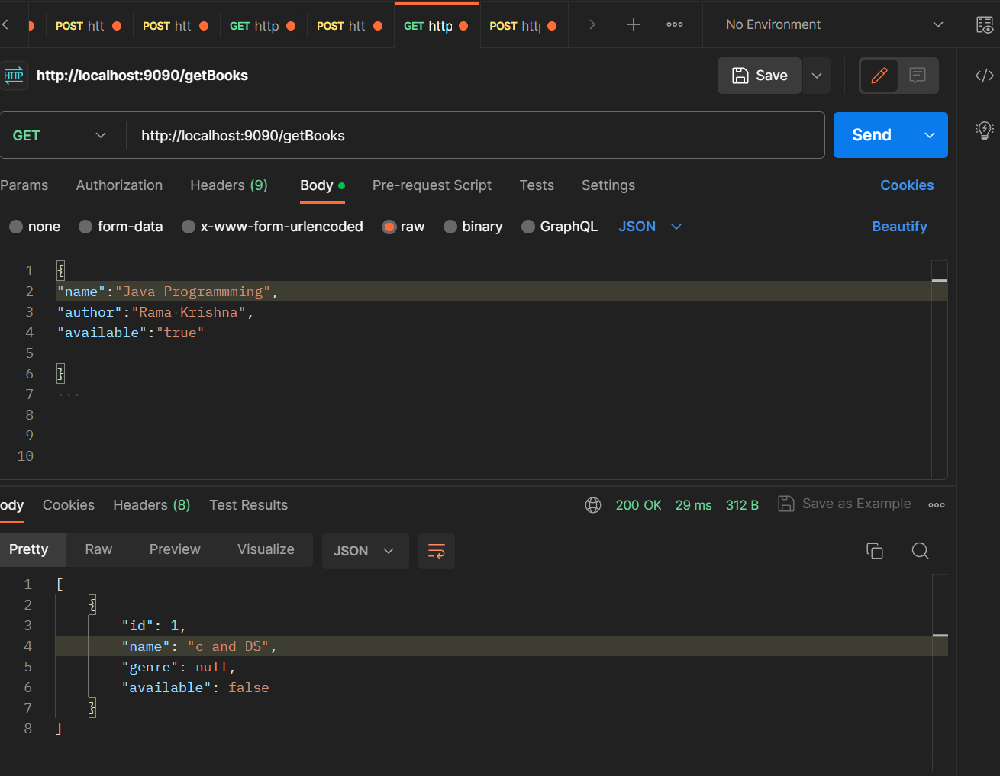 POST htt POST htt GET http POST htt GET http POST http No Environment
HTTP http://localhost:9090/getBooks Save
GET http://localhost:9090/getBooks Send
Params Authorization Headers (9) Body Pre-request Script Tests Settings Cookies
none form-data x-www-form-urlencoded raw binary GraphQL JSON Beautify
1 {
2 "name":"Java Programmming",
3 "author":"Rama Krishna",
4 "available":"true"
5
6 }
7
8
9
10
ody Cookies Headers (8) Test Results 200 OK 29 ms 312 B Save as Example
Pretty Raw Preview Visualize JSON
1 [
2 {
3 "id": 1,
4 "name": "c and DS",
5 "genre": null,
6 "available": false
7 }
8 ]